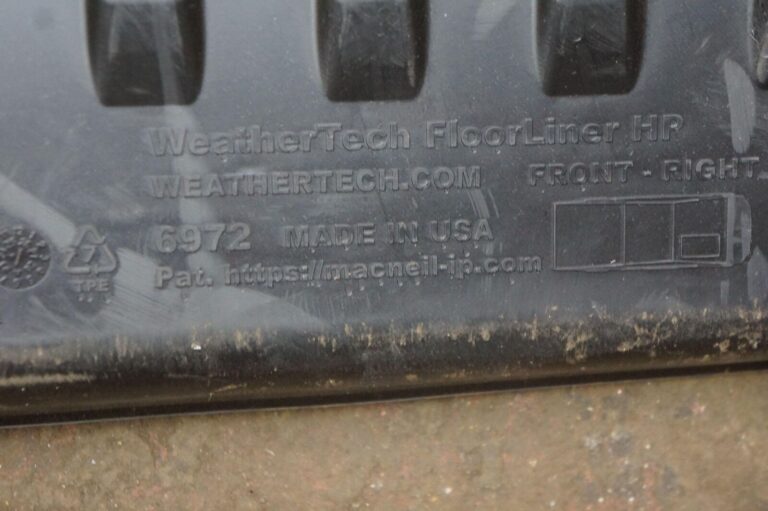 WeatherTech FloorLiner HP
WEATHERTECH.COM FRONT - RIGHT
6972 MADE IN USA
7
TPE
Pat. https://macneil-ip.com